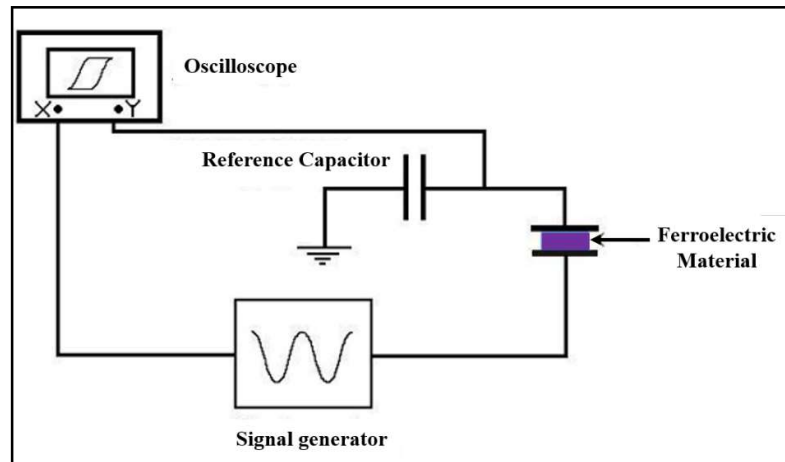 Oscilloscope
X Y
Reference Capacitor
Ferroelectric
Material
Signal generator